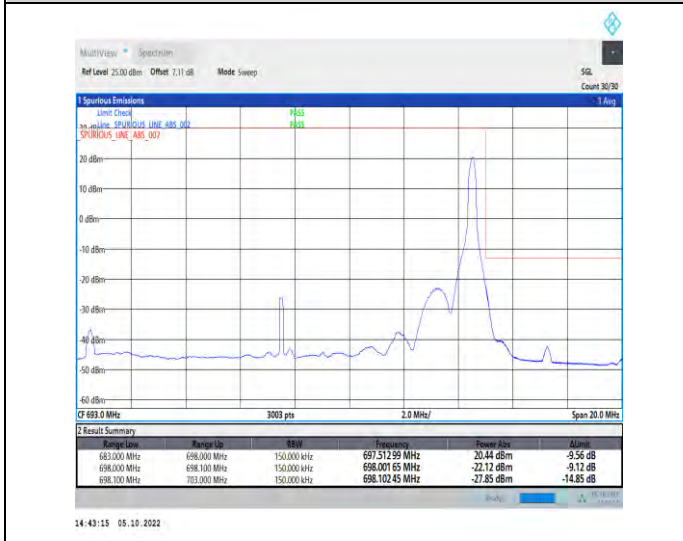 MultiView Spectrum
Ref Level 25.00 dBm Offset 7.11 dB Mode Sweep SGL
Count 30/30
1 Spurious Emissions 1 Avg
Limit Check PASS
Line _SPURIOUS_LINE_ABS_002 PASS
_SPURIOUS_LINE_ABS_002
20 dBm
10 dBm
0 dBm
-10 dBm
-20 dBm
-30 dBm
-40 dBm
-50 dBm
-60 dBm
CF 693.0 MHz 3003 pts 2.0 MHz/ Span 20.0 MHz
2 Result Summary
Range Low Range Up RBW Frequency Power Abs ΔLimit
683.000 MHz 698.000 MHz 150.000 kHz 697.512 99 MHz 20.44 dBm -9.56 dB
698.000 MHz 698.100 MHz 150.000 kHz 698.001 65 MHz -22.12 dBm -9.12 dB
698.100 MHz 703.000 MHz 150.000 kHz 698.102 45 MHz -27.85 dBm -14.85 dB
Ready
14:43:15 05.10.2022